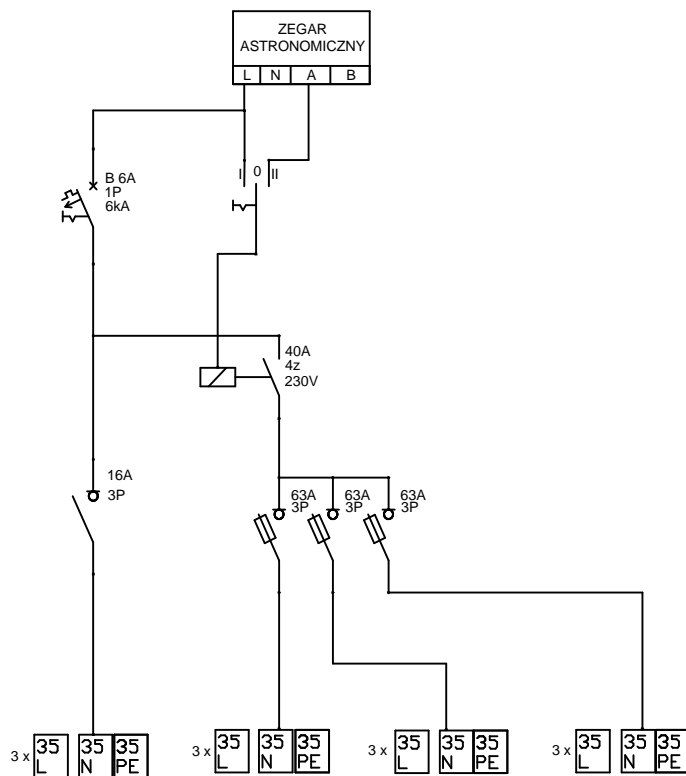 ZEGAR
ASTRONOMICZNY
L N A B
I 0 II
B 6A
1P
6kA
40A
4z
230V
16A
3P
63A 63A 63A
3P 3P 3P
3 x 35 35 35 3 x 35 35 35 3 x 35 35 35 3 x 35 35 35
L N PE L N PE L N PE L N PE